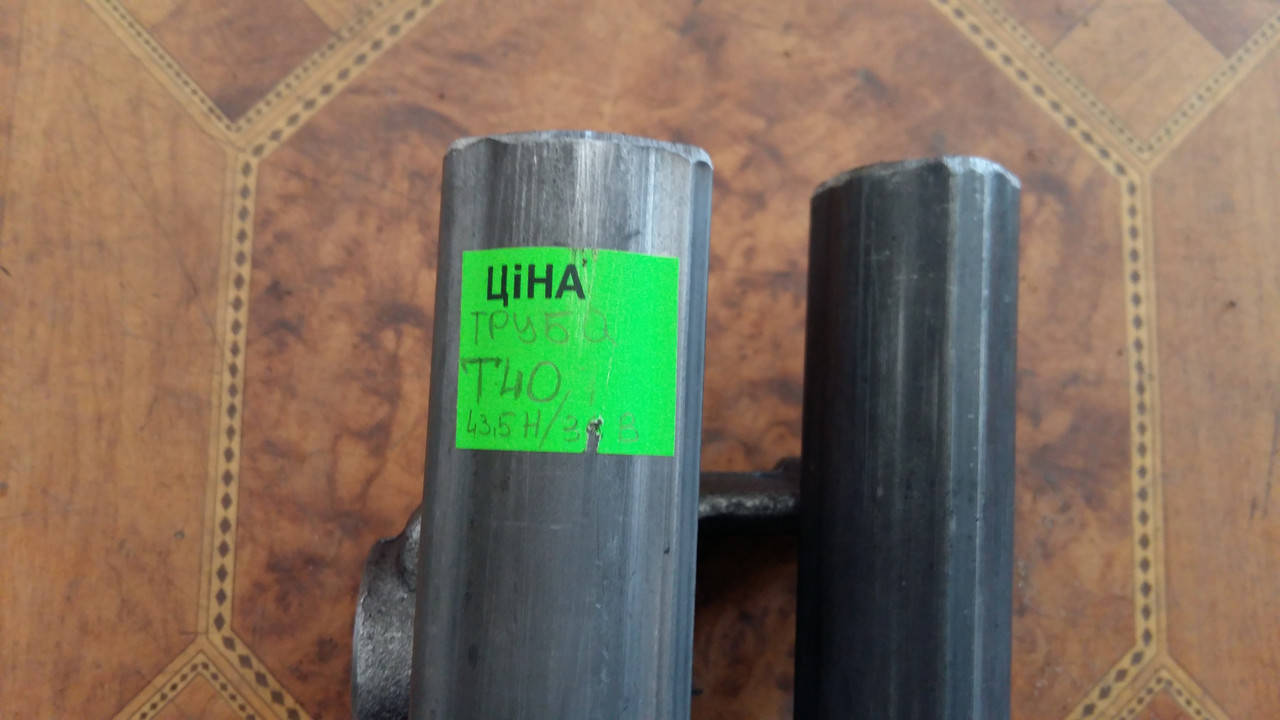 ЦіНА
ТРУБА
Т40
43,5 Н/
В